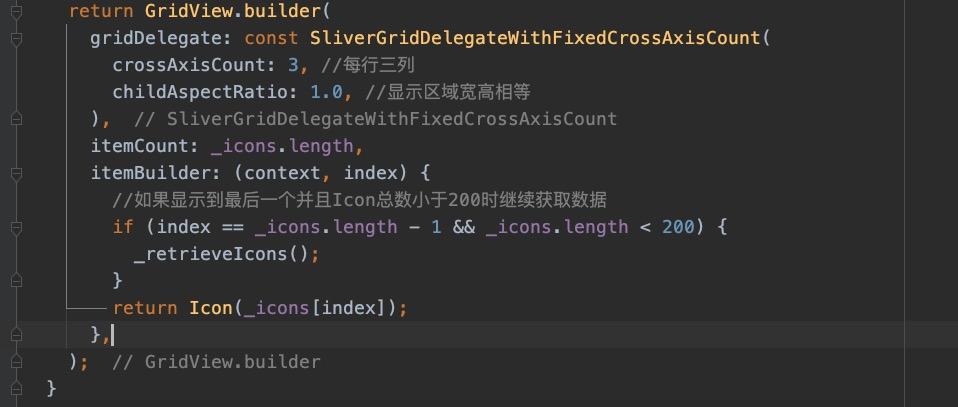 return GridView.builder(
gridDelegate: const SliverGridDelegateWithFixedCrossAxisCount(
crossAxisCount: 3, //每行三列
childAspectRatio: 1.0, //显示区域宽高相等
), // SliverGridDelegateWithFixedCrossAxisCount
itemCount: _icons.length,
itemBuilder: (context, index) {
//如果显示到最后一个并且Icon总数小于200时继续获取数据
if (index == _icons.length - 1 && _icons.length < 200) {
_retrieveIcons();
}
return Icon(_icons[index]);
},
); // GridView.builder
}